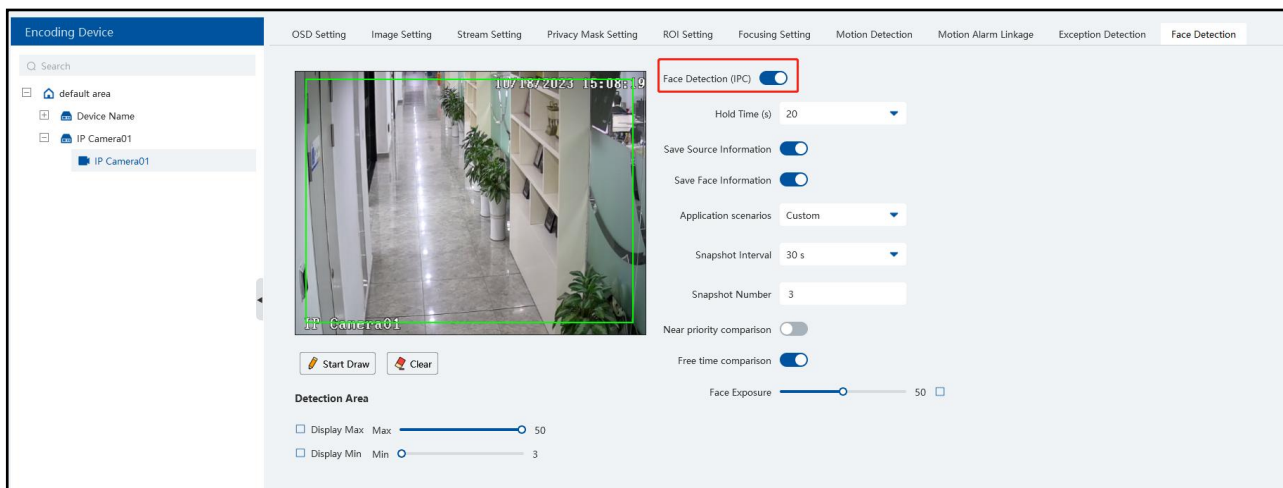 Encoding Device
OSD Setting Image Setting Stream Setting Privacy Mask Setting ROI Setting Focusing Setting Motion Detection Motion Alarm Linkage Exception Detection Face Detection
Search
default area
Device Name
IP Camera01
IP Camera01
10/18/2023 15:08:19
IP Camera01
Start Draw Clear
Detection Area
Display Max Max 50
Display Min Min 3
Face Detection (IPC)
Hold Time (s) 20
Save Source Information
Save Face Information
Application scenarios Custom
Snapshot Interval 30 s
Snapshot Number 3
Near priority comparison
Free time comparison
Face Exposure 50